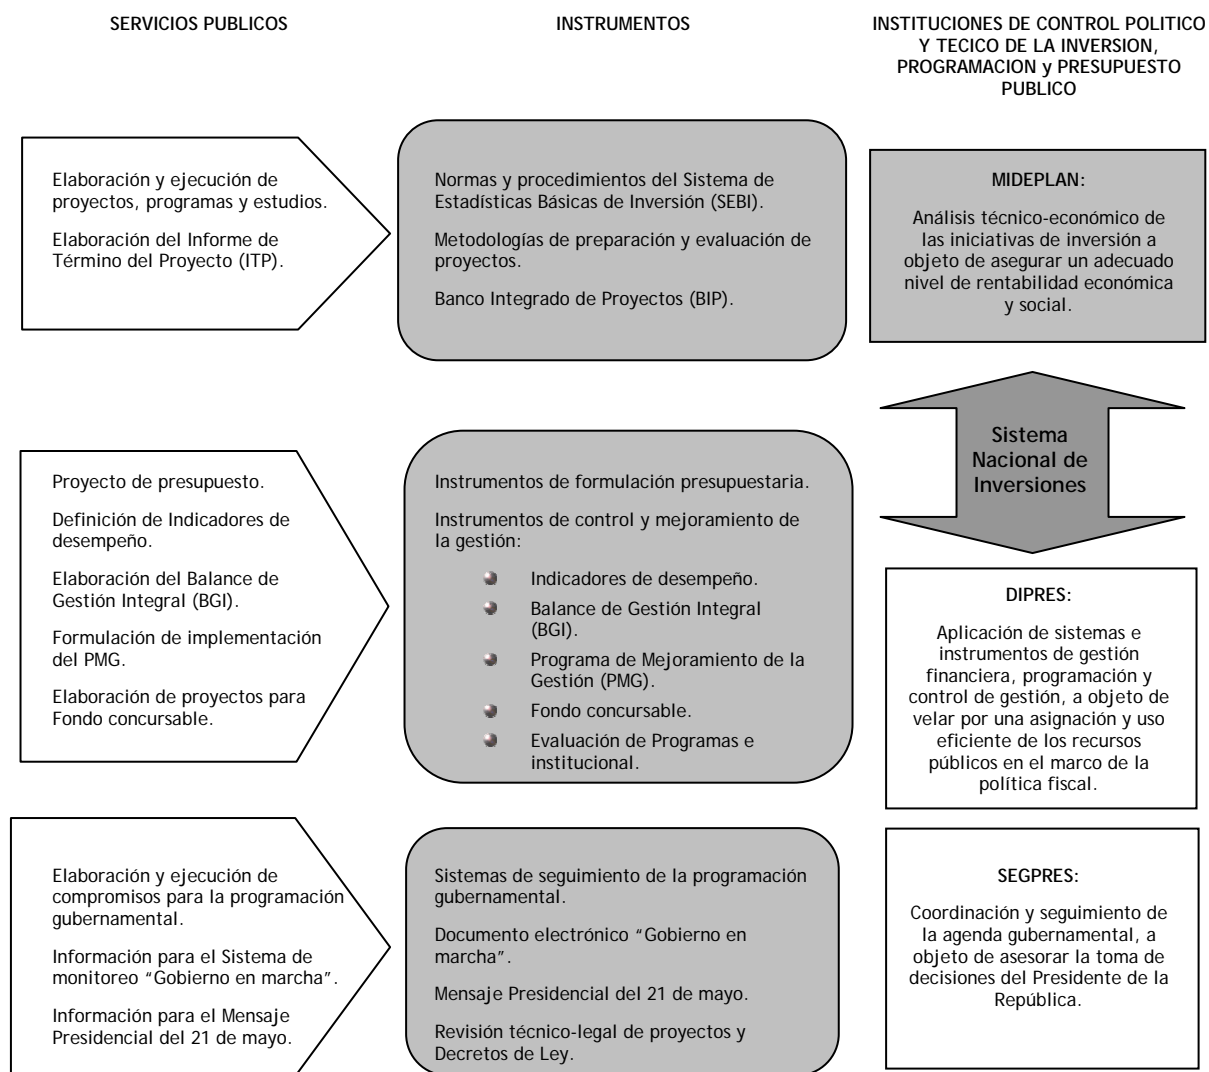 SERVICIOS PUBLICOS
INSTRUMENTOS
INSTITUCIONES DE CONTROL POLITICO
Y TECICO DE LA INVERSION,
PROGRAMACION y PRESUPUESTO
PUBLICO
Elaboración y ejecución de
proyectos, programas y estudios.
Elaboración del Informe de
Término del Proyecto (ITP).
Normas y procedimientos del Sistema de
Estadísticas Básicas de Inversión (SEBI).
Metodologías de preparación y evaluación de
proyectos.
Banco Integrado de Proyectos (BIP).
MIDEPLAN:
Análisis técnico-económico de
las iniciativas de inversión a
objeto de asegurar un adecuado
nivel de rentabilidad económica
y social.
Sistema
Nacional de
Inversiones
Proyecto de presupuesto.
Definición de Indicadores de
desempeño.
Elaboración del Balance de
Gestión Integral (BGI).
Formulación de implementación
del PMG.
Elaboración de proyectos para
Fondo concursable.
Instrumentos de formulación presupuestaria.
Instrumentos de control y mejoramiento de
la gestión:
Indicadores de desempeño.
Balance de Gestión Integral
(BGI).
Programa de Mejoramiento de la
Gestión (PMG).
Fondo concursable.
Evaluación de Programas e
institucional.
DIPRES:
Aplicación de sistemas e
instrumentos de gestión
financiera, programación y
control de gestión, a objeto de
velar por una asignación y uso
eficiente de los recursos
públicos en el marco de la
política fiscal.
Elaboración y ejecución de
compromisos para la programación
gubernamental.
Información para el Sistema de
monitoreo “Gobierno en marcha”.
Información para el Mensaje
Presidencial del 21 de mayo.
Sistemas de seguimiento de la programación
gubernamental.
Documento electrónico “Gobierno en
marcha”.
Mensaje Presidencial del 21 de mayo.
Revisión técnico-legal de proyectos y
Decretos de Ley.
SEGPRES:
Coordinación y seguimiento de
la agenda gubernamental, a
objeto de asesorar la toma de
decisiones del Presidente de la
República.